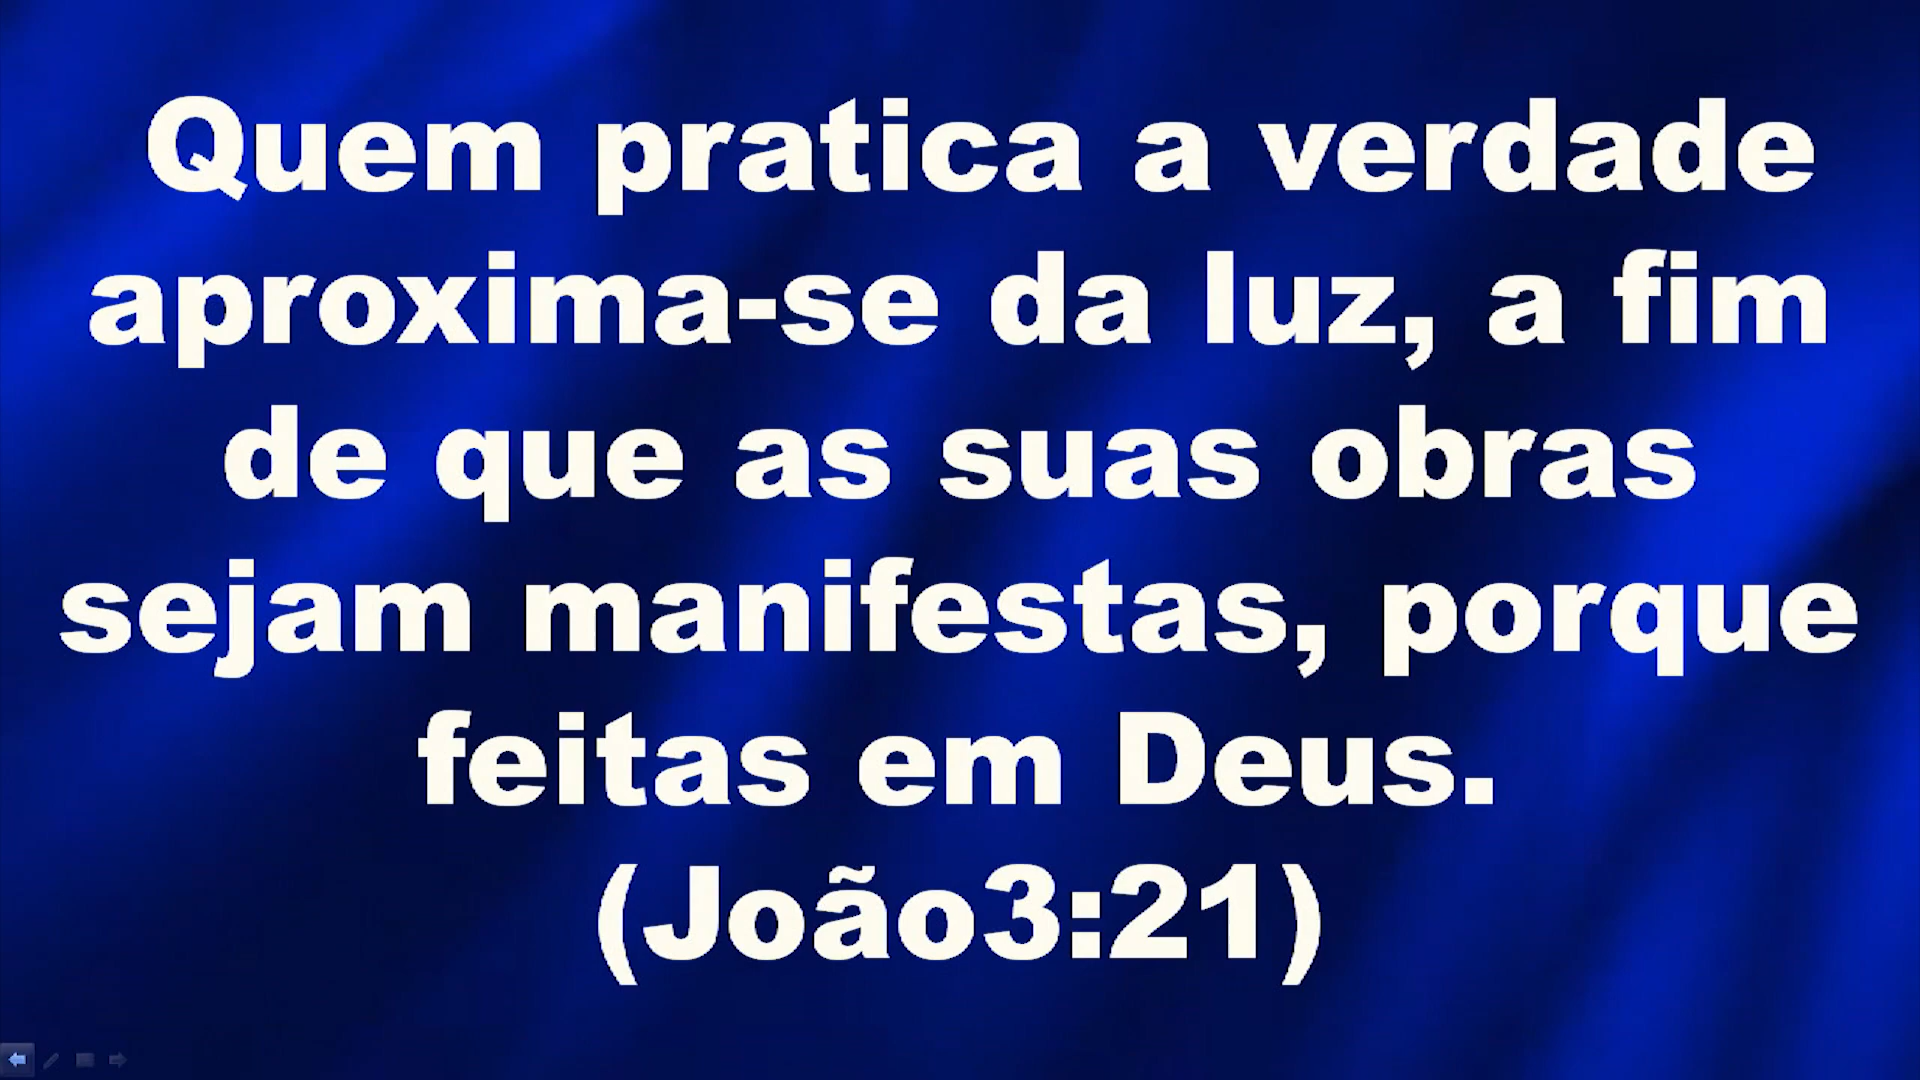 Quem pratica a verdade
aproxima-se da luz, a fim
de que as suas obras
sejam manifestas, porque
feitas em Deus.
(João3:21)